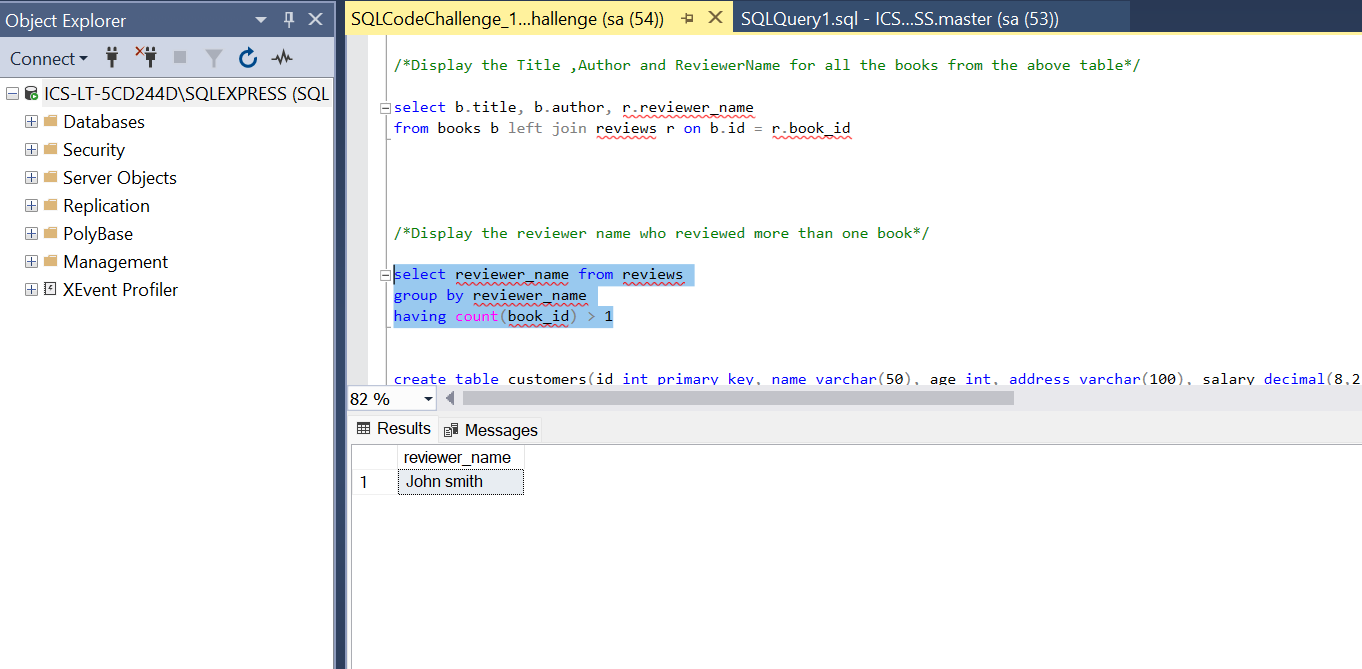 Object Explorer
Connect
ICS-LT-5CD244D\SQLEXPRESS (SQL
Databases
Security
Server Objects
Replication
PolyBase
Management
XEvent Profiler
SQLCodeChallenge_1...hallenge (sa (54))
SQLQuery1.sql - ICS...SS.master (sa (53))
/*Display the Title ,Author and ReviewerName for all the books from the above table*/
select b.title, b.author, r.reviewer_name
from books b left join reviews r on b.id = r.book_id
/*Display the reviewer name who reviewed more than one book*/
select reviewer_name from reviews
group by reviewer_name
having count(book_id) > 1
create table customers(id int primary key, name varchar(50), age int, address varchar(100), salary decimal(8,2
82 %
Results
Messages
reviewer_name
1
John smith